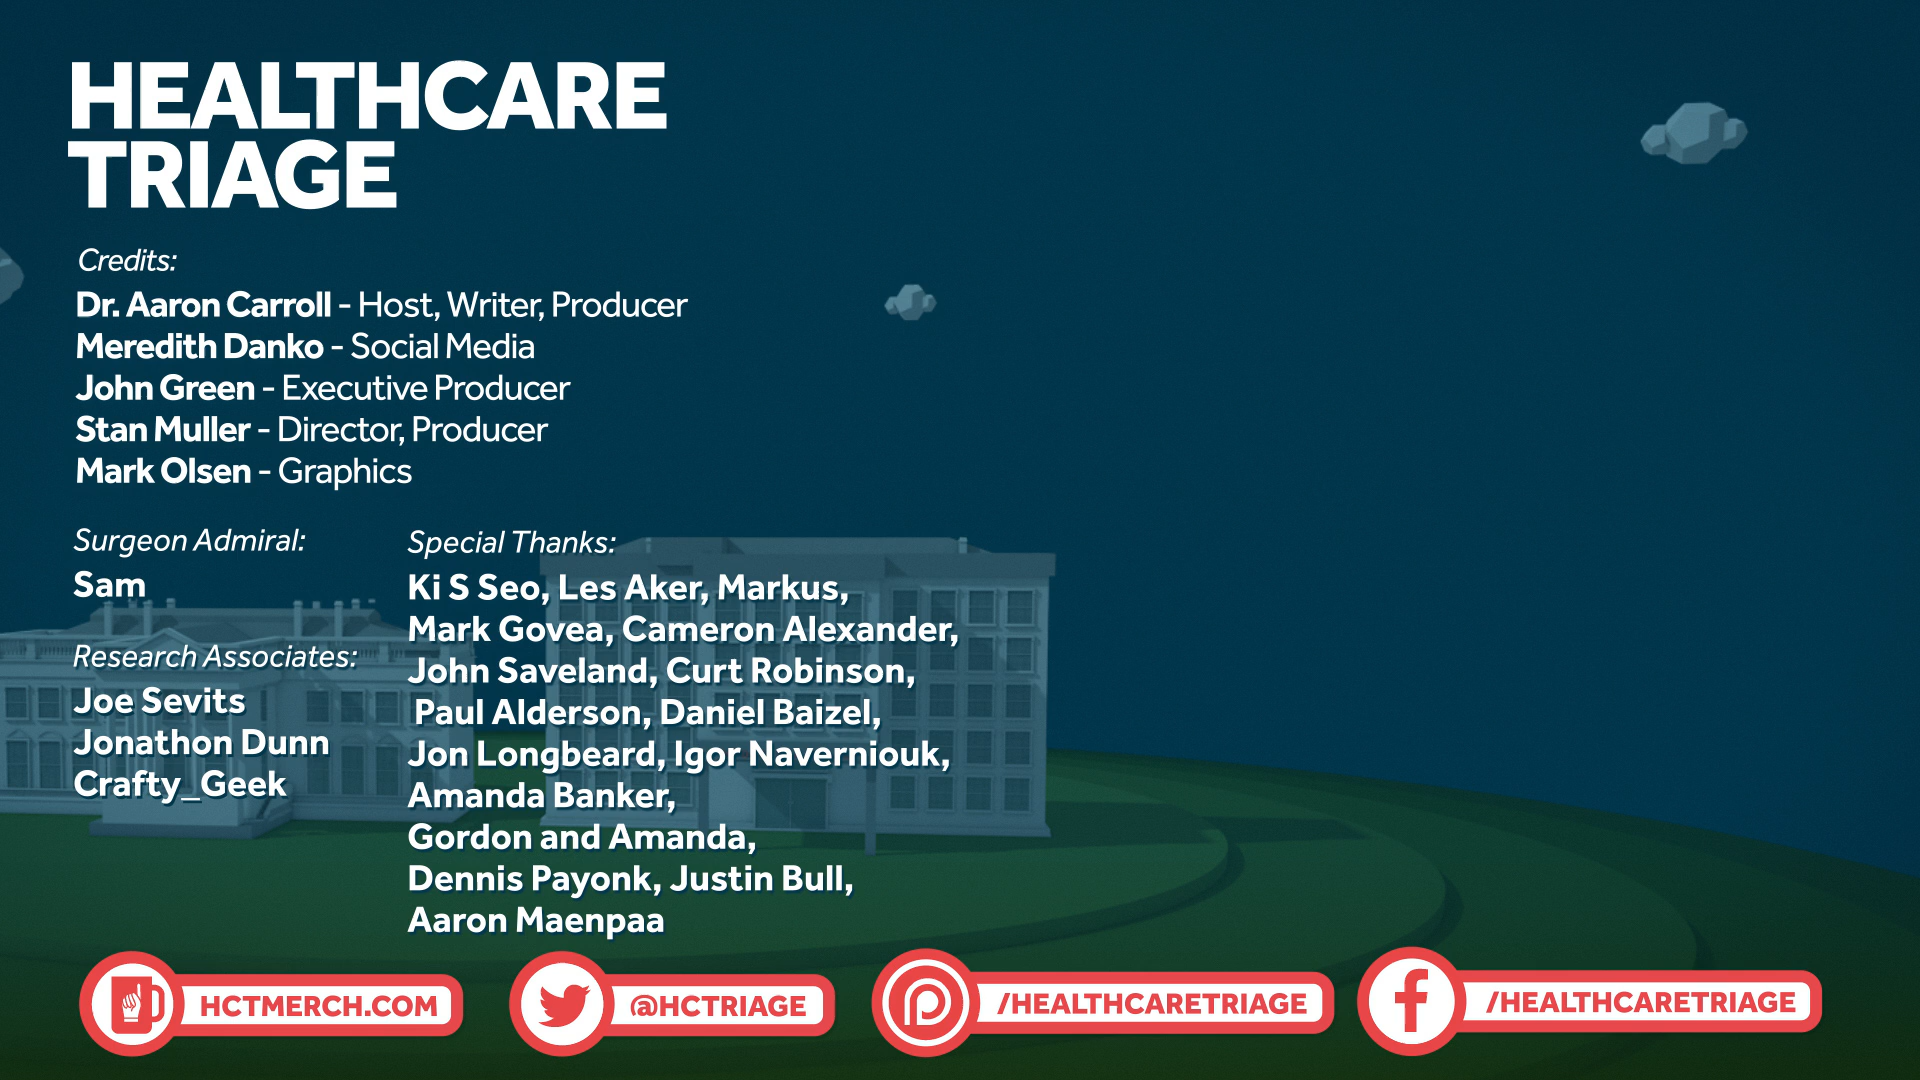 HEALTHCARE
TRIAGE
Credits:
Dr. Aaron Carroll - Host, Writer, Producer
Meredith Danko - Social Media
John Green - Executive Producer
Stan Muller - Director, Producer
Mark Olsen - Graphics
Surgeon Admiral:
Sam
Research Associates:
Joe Sevits
Jonathon Dunn
Crafty_Geek
Special Thanks:
Ki S Seo, Les Aker, Markus,
Mark Govea, Cameron Alexander,
John Saveland, Curt Robinson,
Paul Alderson, Daniel Baizel,
Jon Longbeard, Igor Naverniouk,
Amanda Banker,
Gordon and Amanda,
Dennis Payonk, Justin Bull,
Aaron Maenpaa
HCTMERCH.COM
@HCTRIAGE
/HEALTHCARETRIAGE
/HEALTHCARETRIAGE